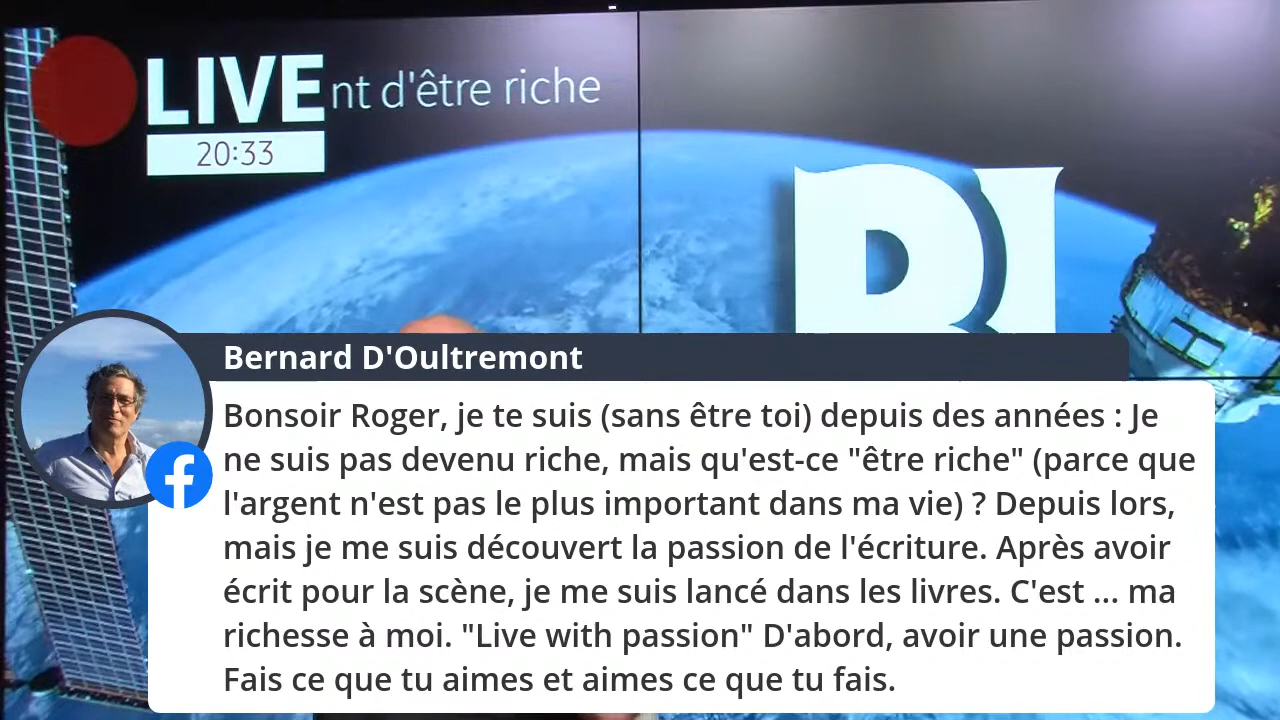 LIVE
nt d'être riche
20:33
Bernard D'Oultremont
Bonsoir Roger, je te suis (sans être toi) depuis des années : Je
ne suis pas devenu riche, mais qu'est-ce "être riche" (parce que
l'argent n'est pas le plus important dans ma vie) ? Depuis lors,
mais je me suis découvert la passion de l'écriture. Après avoir
écrit pour la scène, je me suis lancé dans les livres. C'est ... ma
richesse à moi. "Live with passion" D'abord, avoir une passion.
Fais ce que tu aimes et aimes ce que tu fais.